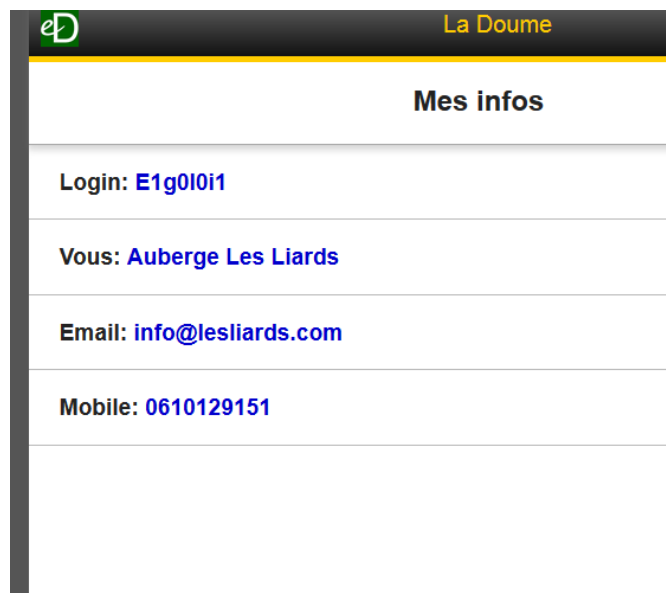 eD
La Doume
Mes infos
Login: E1g0l0i1
Vous: Auberge Les Liards
Email: info@lesliards.com
Mobile: 0610129151